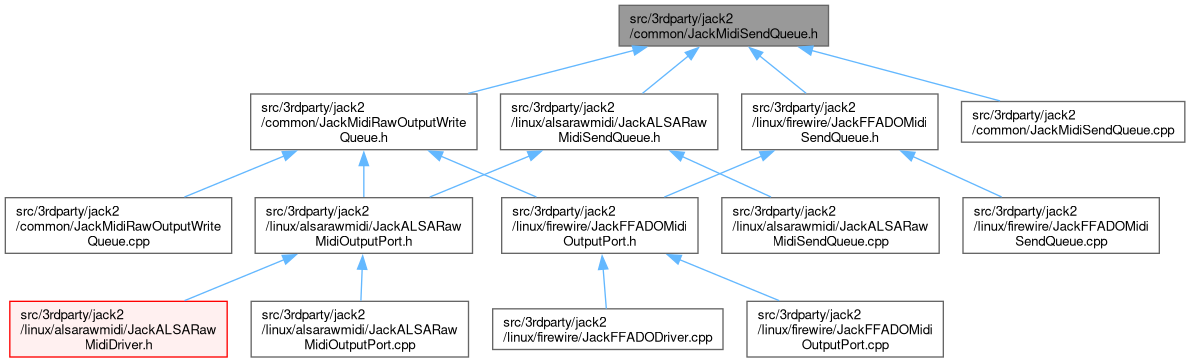 src/3rdparty/jack2
/common/JackMidiSendQueue.h
src/3rdparty/jack2
/common/JackMidiRawOutputWrite
Queue.h
src/3rdparty/jack2
/linux/alsarawmidi/JackALSARaw
MidiSendQueue.h
src/3rdparty/jack2
/linux/firewire/JackFFADOMidi
SendQueue.h
src/3rdparty/jack2
/common/JackMidiSendQueue.cpp
src/3rdparty/jack2
/common/JackMidiRawOutputWrite
Queue.cpp
src/3rdparty/jack2
/linux/alsarawmidi/JackALSARaw
MidiOutputPort.h
src/3rdparty/jack2
/linux/firewire/JackFFADOMidi
OutputPort.h
src/3rdparty/jack2
/linux/alsarawmidi/JackALSARaw
MidiSendQueue.cpp
src/3rdparty/jack2
/linux/firewire/JackFFADOMidi
SendQueue.cpp
src/3rdparty/jack2
/linux/alsarawmidi/JackALSARaw
MidiDriver.h
src/3rdparty/jack2
/linux/alsarawmidi/JackALSARaw
MidiOutputPort.cpp
src/3rdparty/jack2
/linux/firewire/JackFFADODriver.cpp
src/3rdparty/jack2
/linux/firewire/JackFFADOMidi
OutputPort.cpp